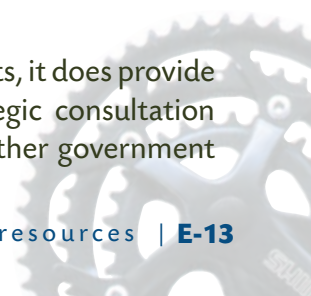 ts, it does provide
egic consultation
ther government
resources | E-13